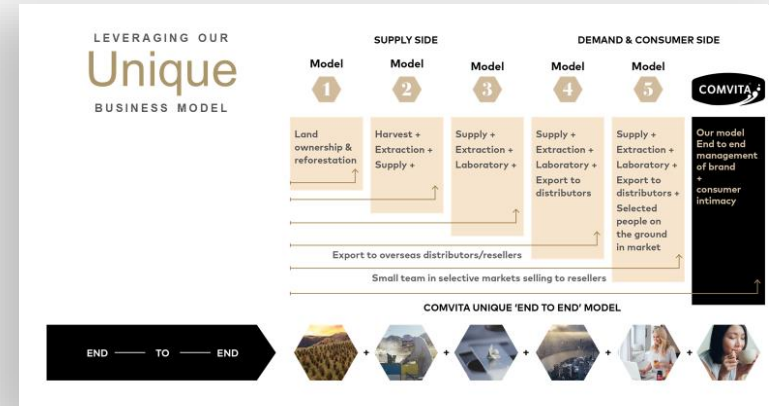 LEVERAGING OUR
Unique
BUSINESS MODEL
SUPPLY SIDE
DEMAND & CONSUMER SIDE
Model
1
Model
2
Model
3
Model
4
Model
5
COMVITA
Land
ownership &
reforestation
Harvest +
Extraction +
Supply +
Supply +
Extraction +
Laboratory +
Supply +
Extraction +
Laboratory +
Export to
distributors
Supply +
Extraction +
Laboratory +
Export to
distributors +
Selected
people on
the ground
in market
Our model
End to end
management
of brand
+
consumer
intimacy
Export to overseas distributors/resellers
Small team in selective markets selling to resellers
COMVITA UNIQUE 'END TO END' MODEL
END — TO — END
+ + + + +